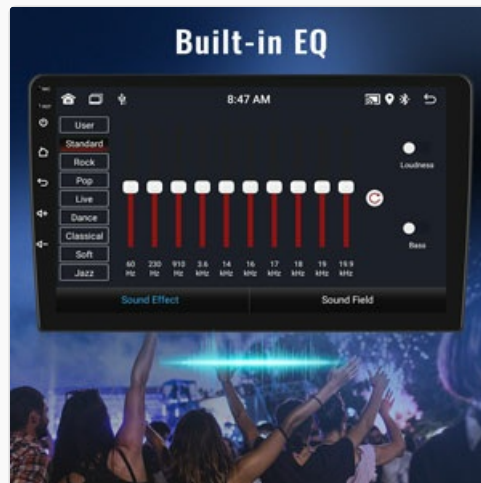 Built-in EQ
8:47 AM
User
Standard
Rock
Pop
Live
Dance
Classical
Soft
Jazz
Loudness
Bass
60 Hz
230 Hz
910 Hz
3.6 kHz
14 kHz
16 kHz
17 kHz
18 kHz
19 kHz
19.9 kHz
Sound Effect
Sound Field